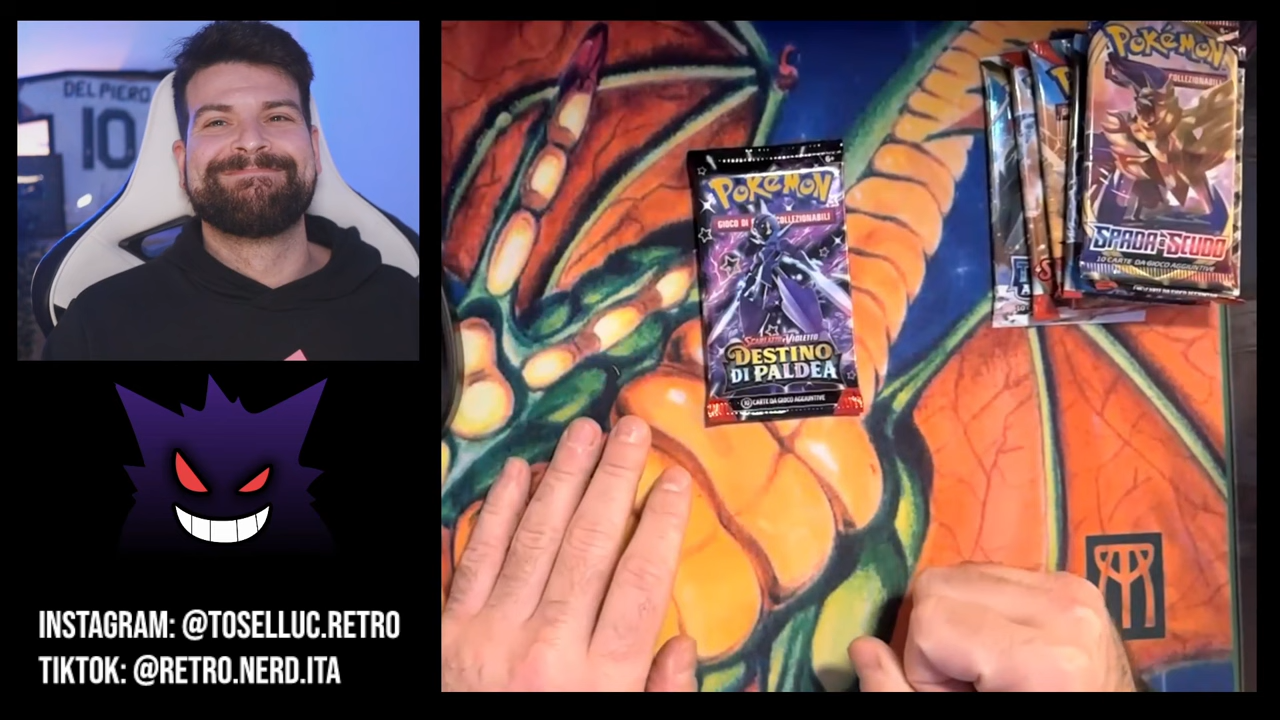 DEL PIERO
10
INSTAGRAM: @TOSELLUC.RETRO
TIKTOK: @RETRO.NERD.ITA
POKÉMON
GIOCO DI COLLEZIONABILI
SCARLATTO E VIOLETTO
DESTINO
DI PALDEA
10 CARTE DA GIOCO AGGIUNTIVE
POKÉMON
COLLEZIONABILI
SPADA E SCUDO
10 CARTE DA GIOCO AGGIUNTIVE